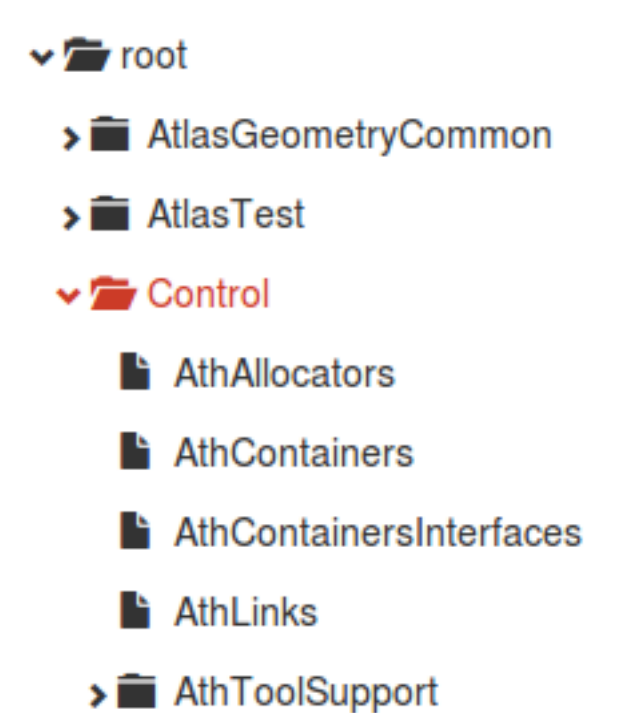 root
AtlasGeometryCommon
AtlasTest
Control
AthAllocators
AthContainers
AthContainersInterfaces
AthLinks
AthToolSupport